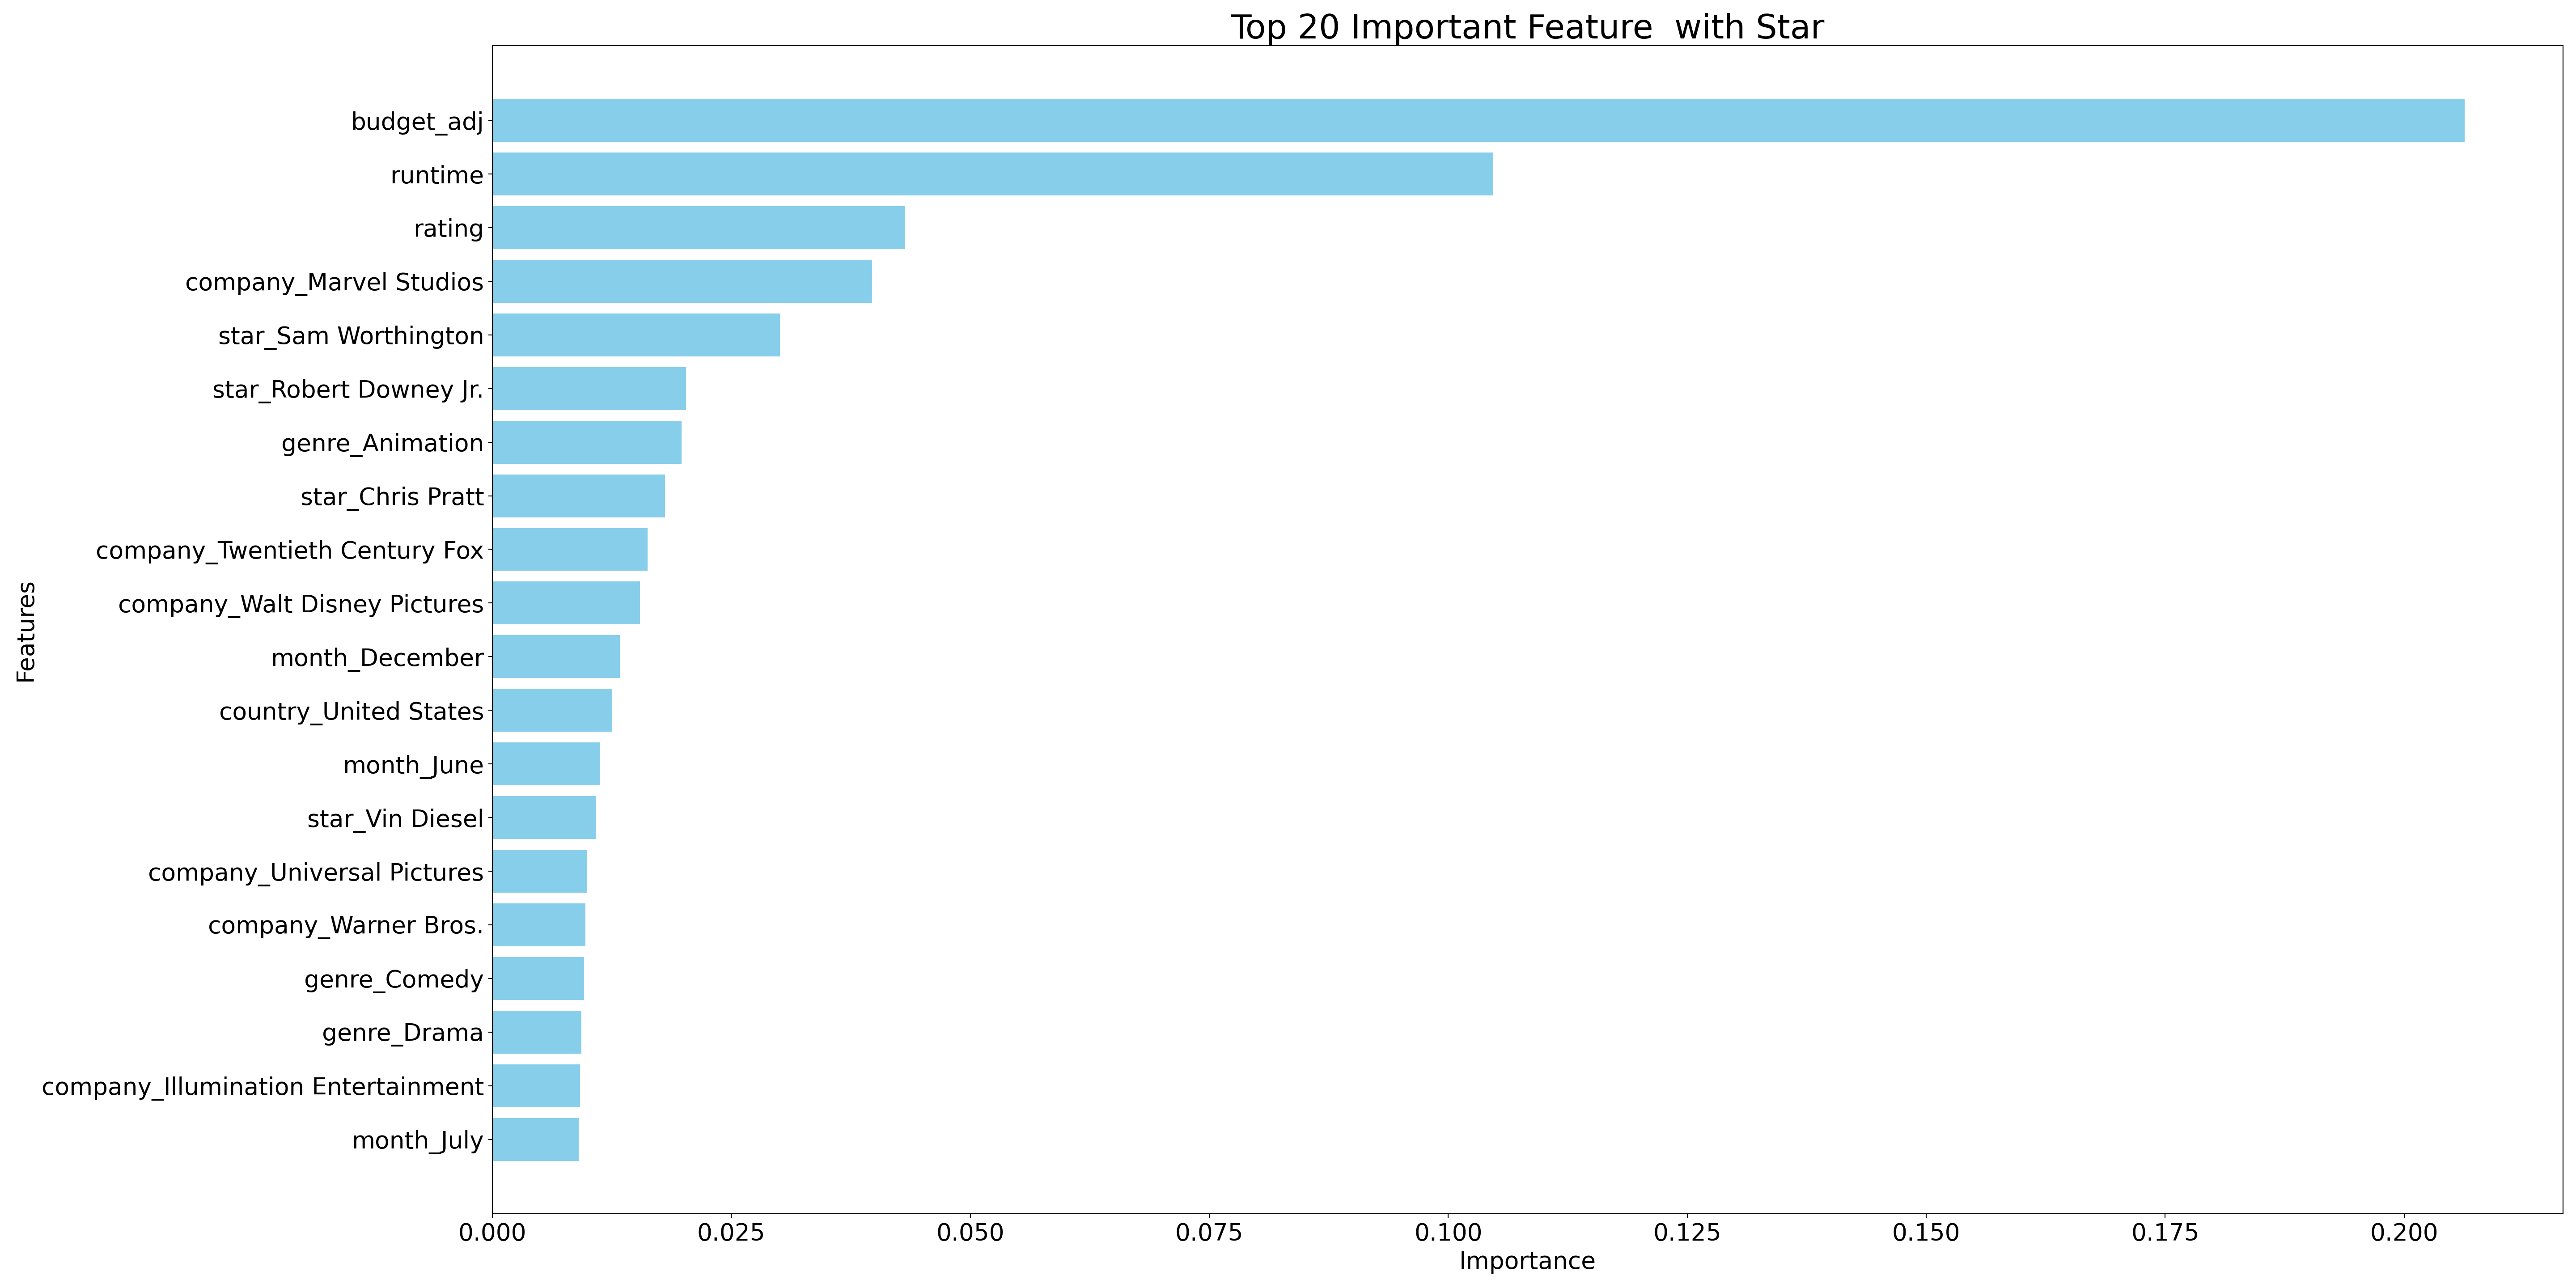 Top 20 Important Feature  with Star
budget_adj
runtime
rating
company_Marvel Studios
star_Sam Worthington
star_Robert Downey Jr.
genre_Animation
star_Chris Pratt
company_Twentieth Century Fox
company_Walt Disney Pictures
month_December
country_United States
month_June
star_Vin Diesel
company_Universal Pictures
company_Warner Bros.
genre_Comedy
genre_Drama
company_Illumination Entertainment
month_July
Features
0.000 0.025 0.050 0.075 0.100 0.125 0.150 0.175 0.200
Importance